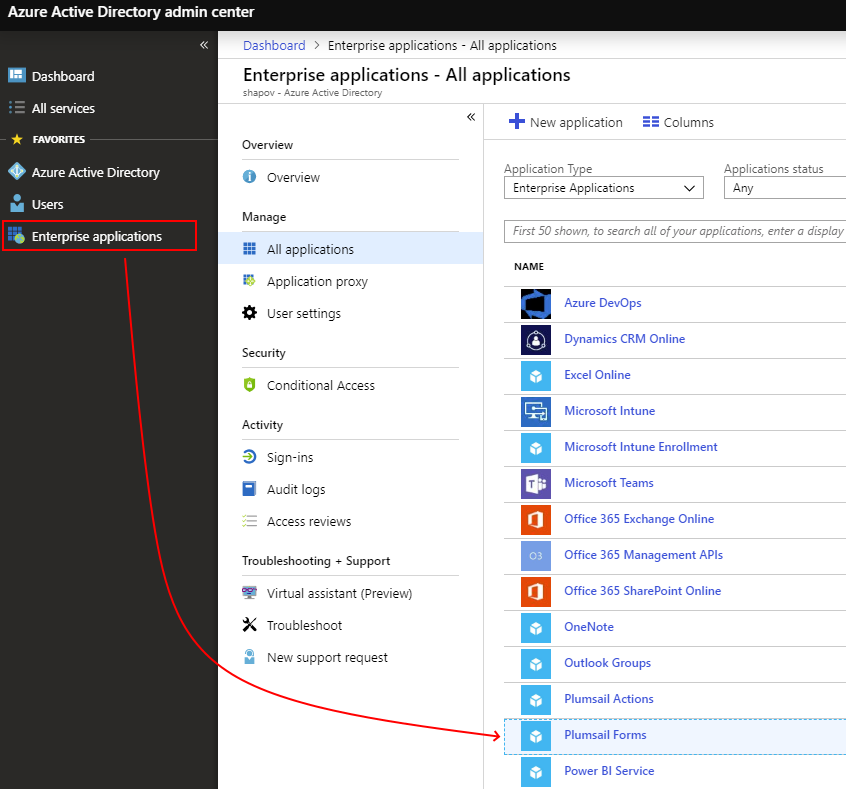 Azure Active Directory admin center
«
Dashboard
All services
FAVORITES
Azure Active Directory
Users
Enterprise applications
Dashboard > Enterprise applications - All applications
Enterprise applications - All applications
shapov - Azure Active Directory
«
Overview
Overview
Manage
All applications
Application proxy
User settings
Security
Conditional Access
Activity
Sign-ins
Audit logs
Access reviews
Troubleshooting + Support
Virtual assistant (Preview)
Troubleshoot
New support request
New application Columns
Application Type Applications status
Enterprise Applications Any
First 50 shown, to search all of your applications, enter a display
NAME
Azure DevOps
Dynamics CRM Online
Excel Online
Microsoft Intune
Microsoft Intune Enrollment
Microsoft Teams
Office 365 Exchange Online
O3 Office 365 Management APIs
Office 365 SharePoint Online
OneNote
Outlook Groups
Plumsail Actions
Plumsail Forms
Power BI Service